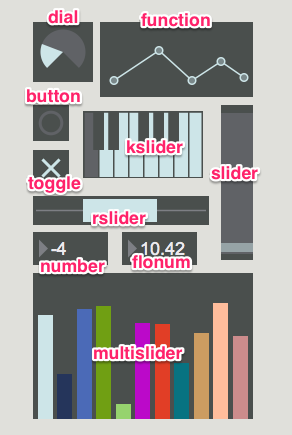 dial
function
button
kslider
toggle
slider
rslider
-4
10.42
number
flonum
multislider